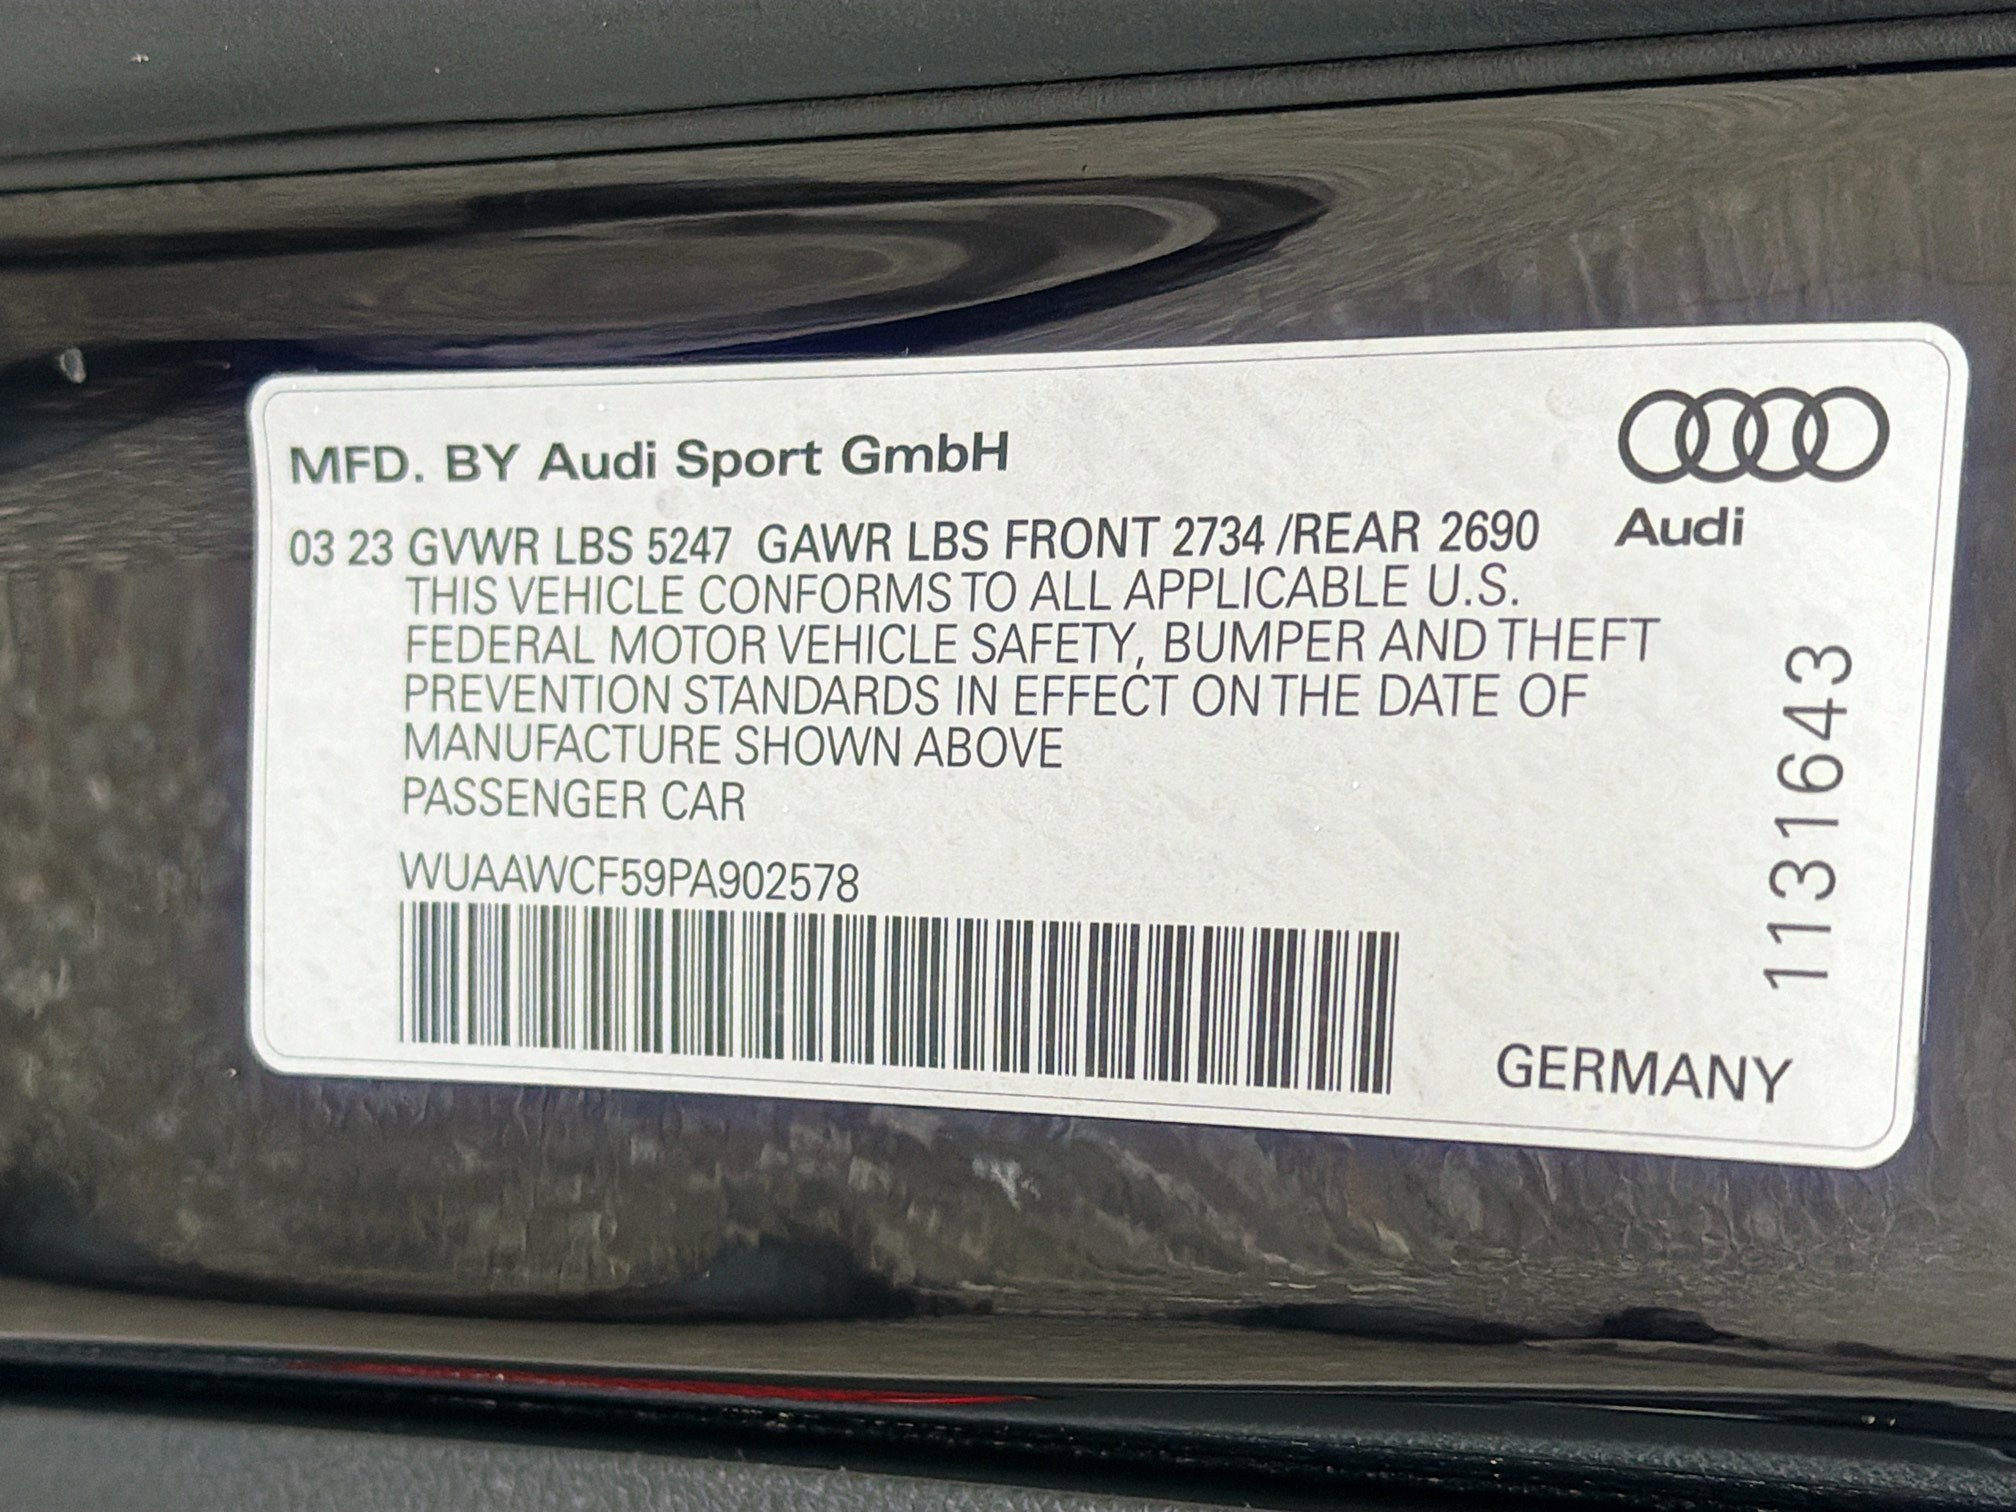 MFD. BY Audi Sport GmbH
Audi
03 23 GVWR LBS 5247 GAWR LBS FRONT 2734 /REAR 2690
THIS VEHICLE CONFORMS TO ALL APPLICABLE U.S.
FEDERAL MOTOR VEHICLE SAFETY, BUMPER AND THEFT
PREVENTION STANDARDS IN EFFECT ON THE DATE OF
MANUFACTURE SHOWN ABOVE
PASSENGER CAR
WUAAWCF59PA902578
1131643
GERMANY